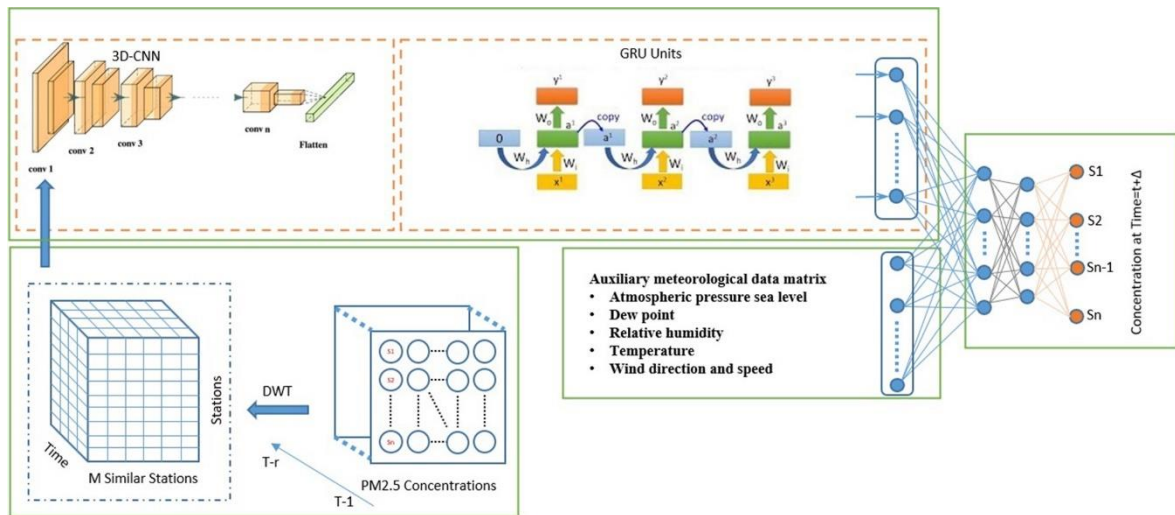 3D-CNN
conv 1
conv 2
conv 3
conv n
Flatten
GRU Units
y¹
y²
y³
W₀
a¹
copy
W₀
a²
copy
W₀
a³
0
a¹
a²
Wₕ
Wᵢ
Wₕ
Wᵢ
Wₕ
Wᵢ
x¹
x²
x³
Auxiliary meteorological data matrix
• Atmospheric pressure sea level
• Dew point
• Relative humidity
• Temperature
• Wind direction and speed
S1
S2
Sn-1
Sn
Concentration at Time=t+Δ
Time
M Similar Stations
Stations
DWT
T-r
T-1
S1
S2
Sn
PM2.5 Concentrations